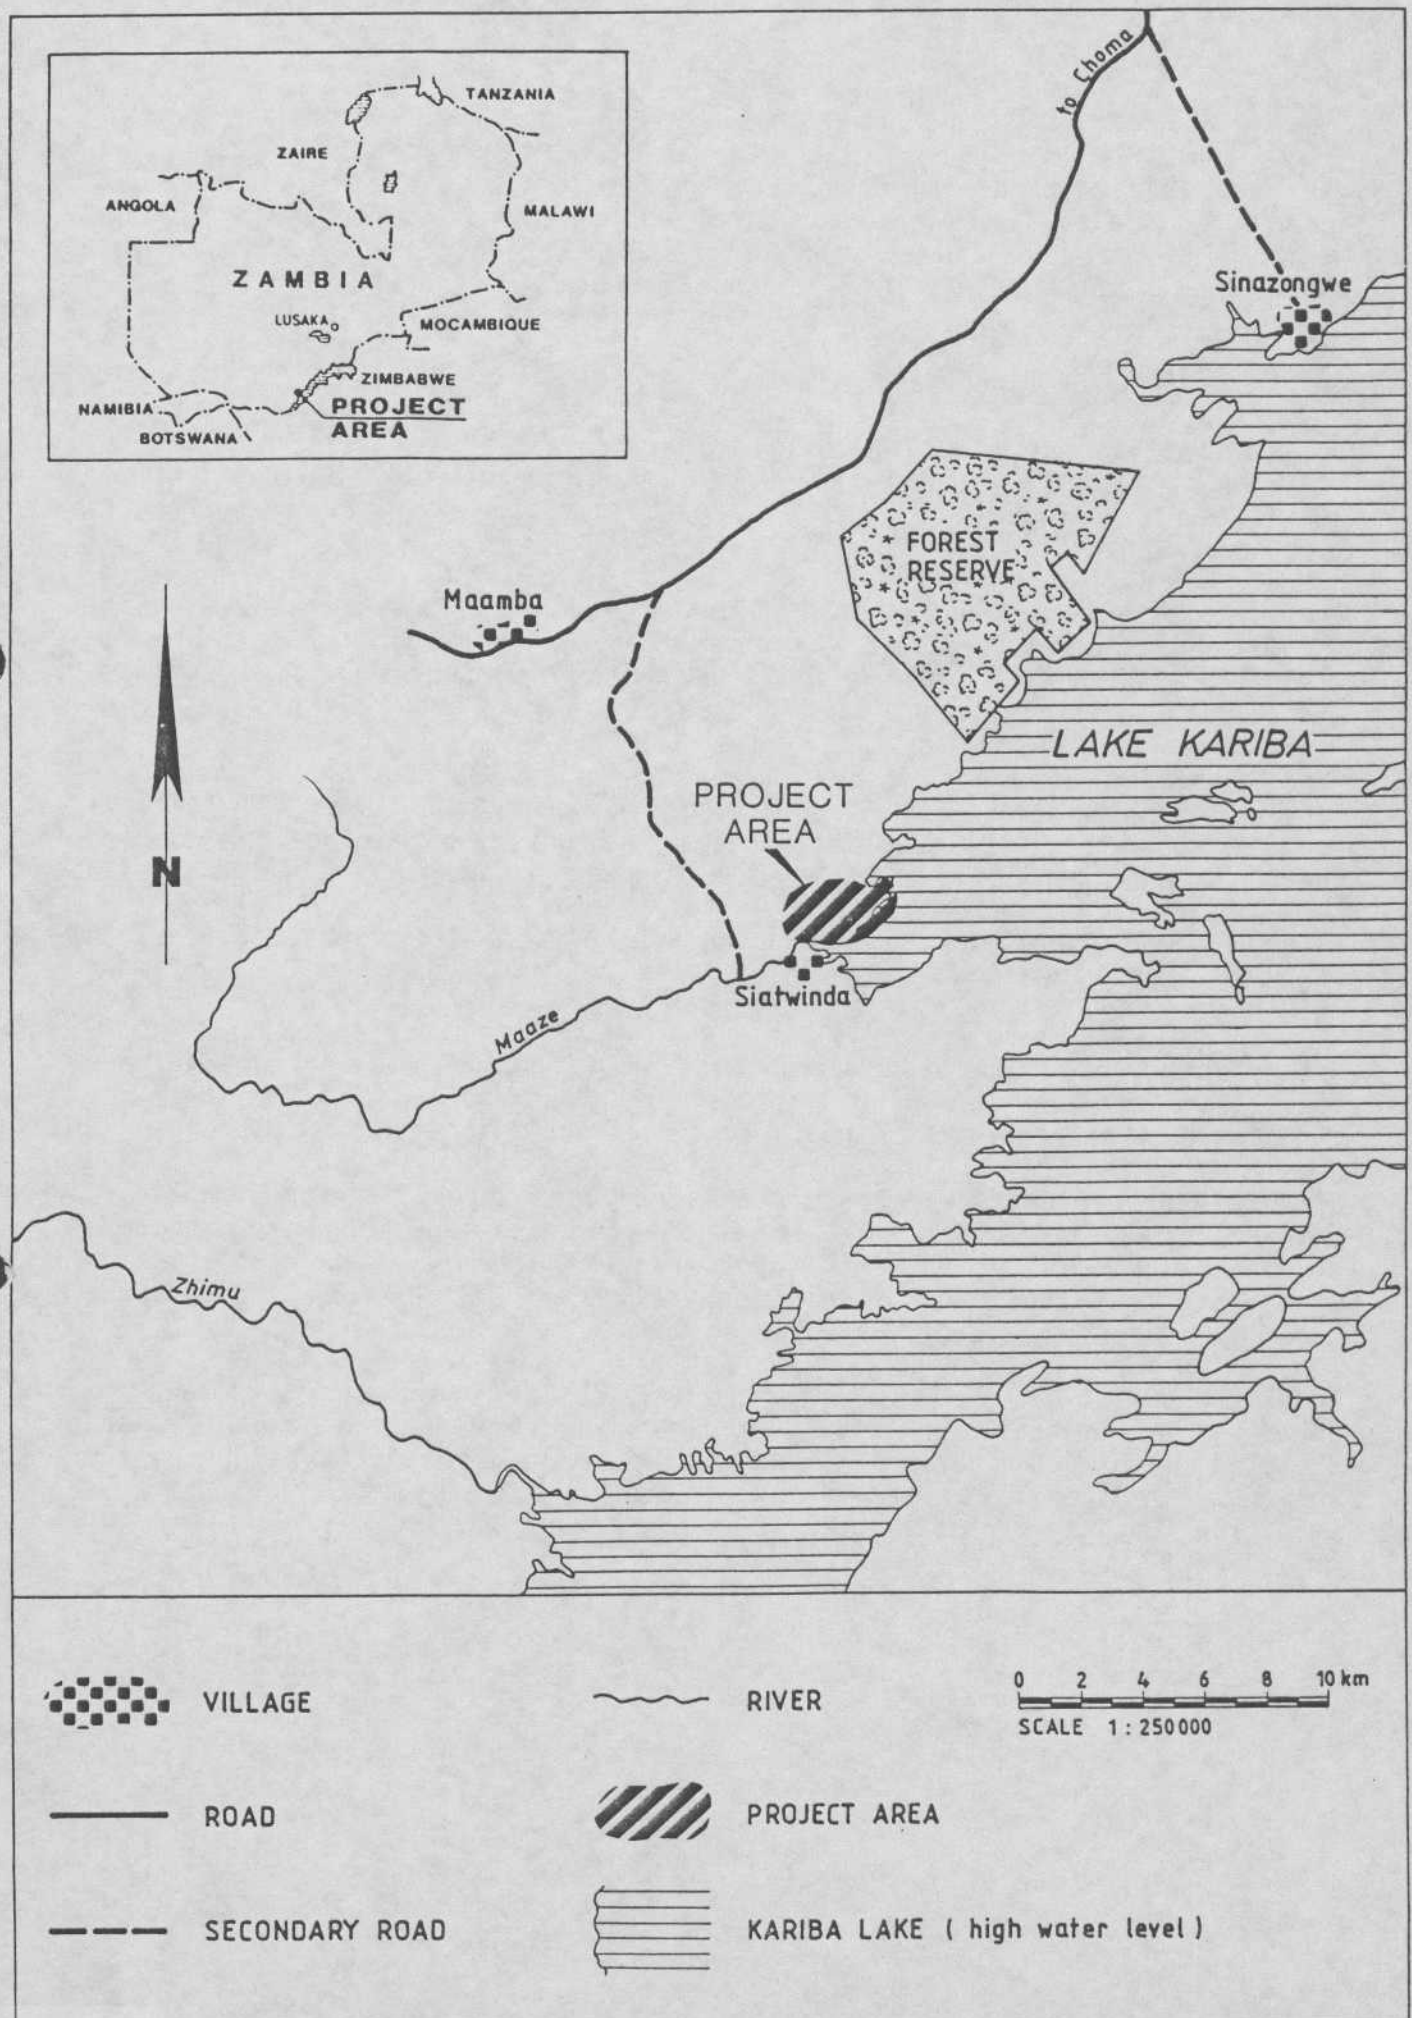 TANZANIA
ZAIRE
ANGOLA
MALAWI
ZAMBIA
LUSAKA
MOCAMBIQUE
ZIMBABWE
NAMIBIA
PROJECT
AREA
BOTSWANA
to Choma
Sinazongwe
FOREST
RESERVE
Maamba
LAKE KARIBA
PROJECT
AREA
N
Siatwinda
Maaze
Zhimu
VILLAGE
RIVER
0 2 4 6 8 10 km
SCALE 1 : 250 000
ROAD
PROJECT AREA
SECONDARY ROAD
KARIBA LAKE ( high water level )